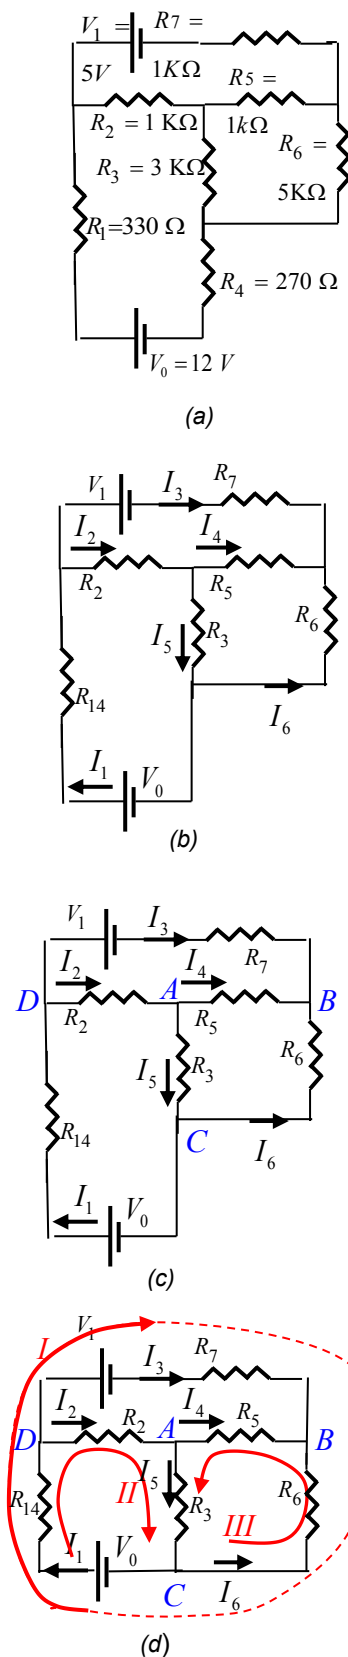 V₁ = R₇ =
5V 1KΩ R₅ =
R₂ = 1 KΩ 1kΩ R₆ =
R₃ = 3 KΩ
5KΩ
R₁=330 Ω
R₄ = 270 Ω
V₀ = 12 V
(a)
V₁ I₃ R₇
I₂ I₄
R₂ R₅
I₅ R₃ R₆
R₁₄ I₆
I₁ V₀
(b)
V₁ I₃
I₂ I₄ R₇
D A B
R₂ R₅
I₅ R₃ R₆
R₁₄ C I₆
I₁ V₀
(c)
V₁
I I₃ R₇
I₂ R₂ I₄ R₅
D A B
I₅ R₆
R₁₄ II R₃ III
I₁ V₀
C I₆
(d)